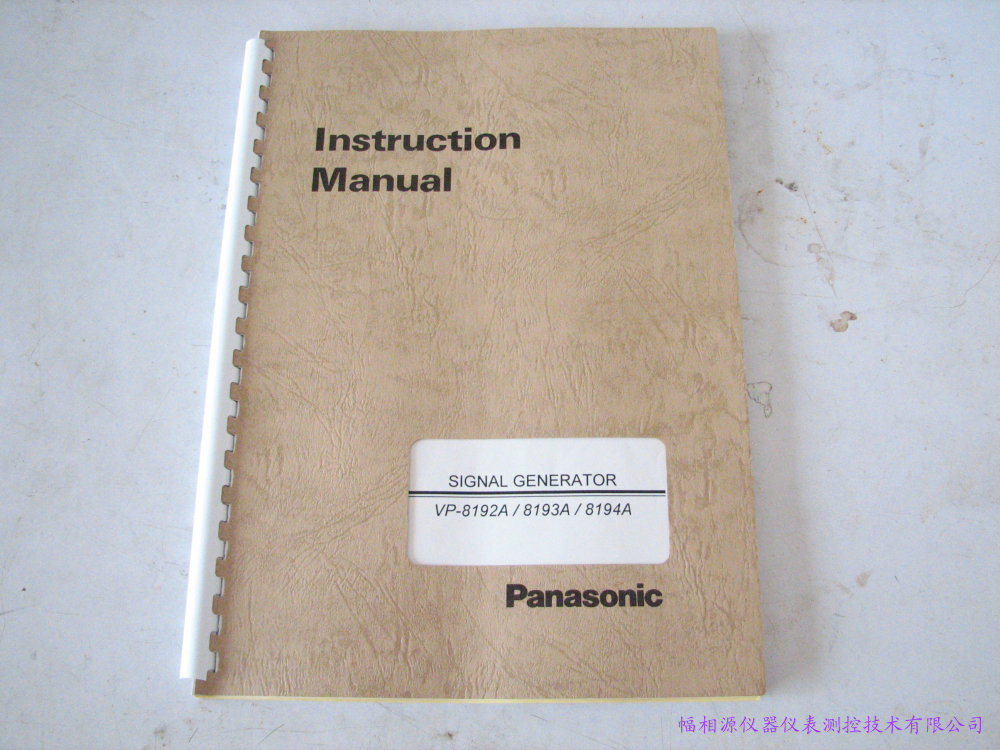 Instruction
Manual
SIGNAL GENERATOR
VP-8192A / 8193A / 8194A
Panasonic
幅相源仪器仪表测控技术有限公司